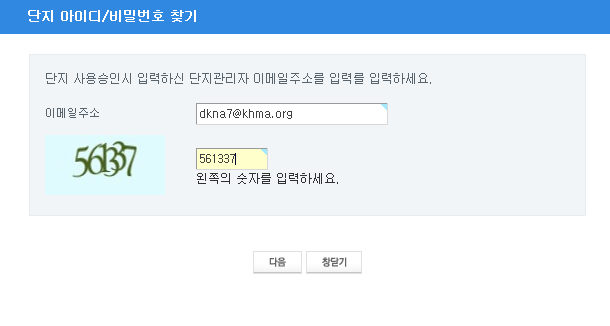 단지 아이디/비밀번호 찾기
단지 사용승인시 입력하신 단지관리자 이메일주소를 입력를 입력하세요.
이메일주소
dkna7@khma.org
561337
561337
왼쪽의 숫자를 입력하세요.
다음
창닫기